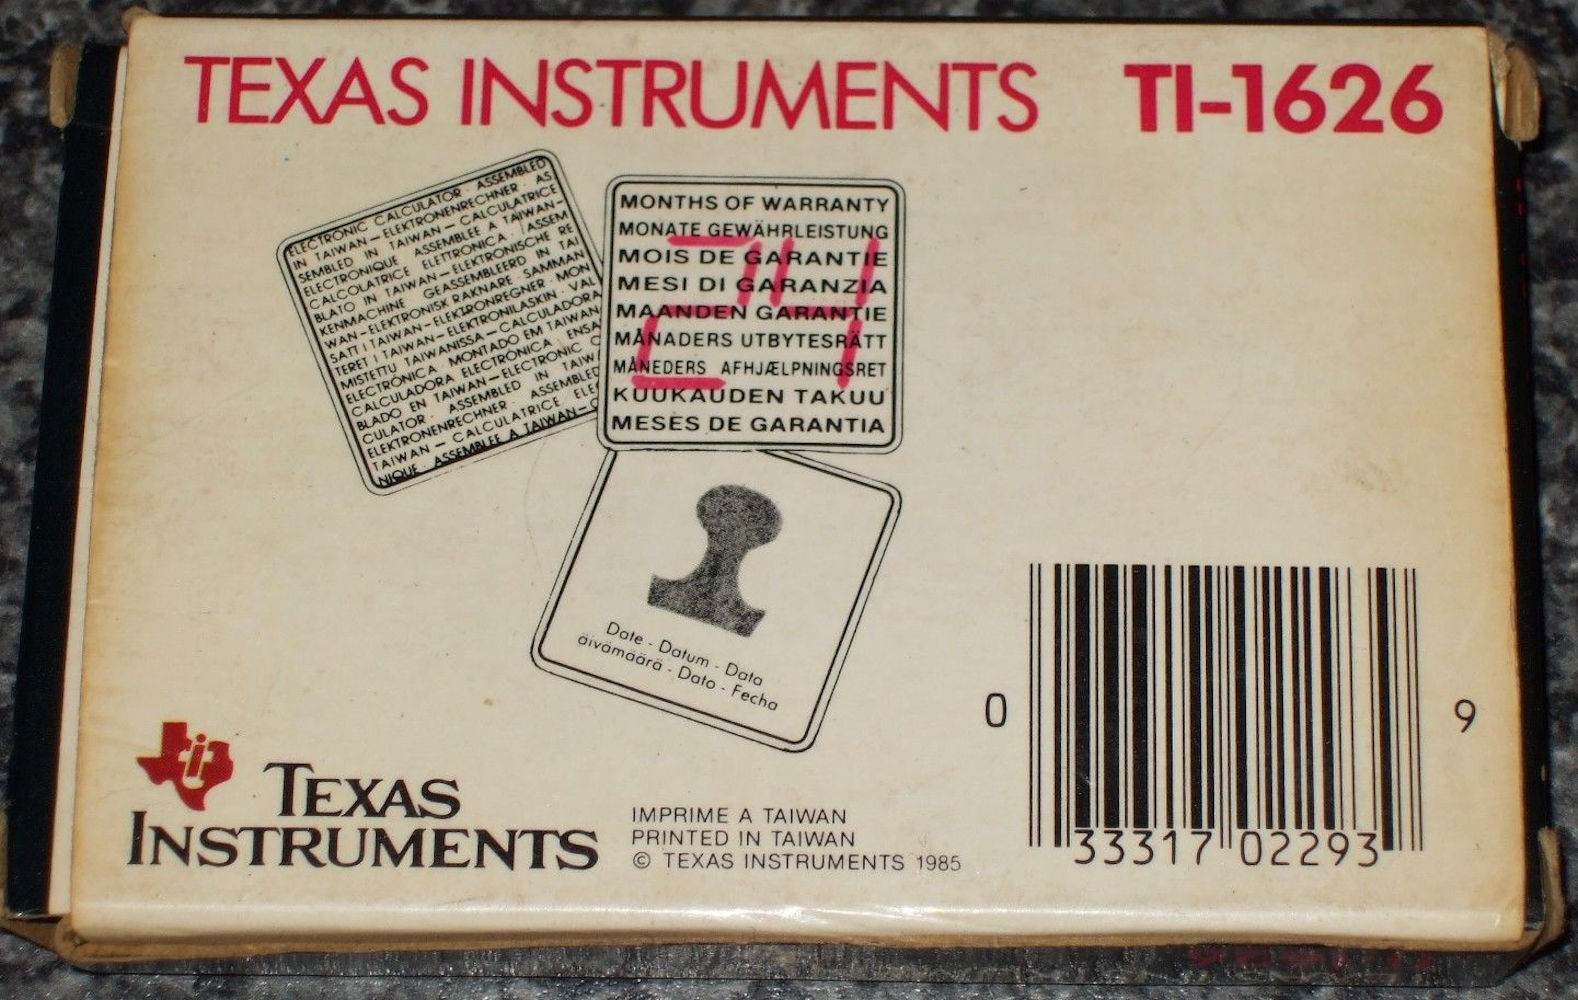 TEXAS INSTRUMENTS TI-1626
ELECTRONIC CALCULATOR · ASSEMBLED
IN TAIWAN — ELEKTRONENRECHNER · AS
SEMBLED IN TAIWAN — CALCULATRICE
ELECTRONIQUE ASSEMBLEE A TAIWAN -
CALCOLATRICE ELETTRONICA · ASSEM
BLATO IN TAIWAN — ELEKTRONISCHE RE
KENMACHINE GEASSEMBLEERD IN TAI
WAN — ELEKTRONISK RAKNARE · SAMMAN
SATT I TAIWAN — ELEKTRONREGNER · MON
TERET I TAIWAN — ELEKTRONILASKIN · VAL
MISTETTU TAIWANISSA — CALCULADORA
ELECTRÓNICA MONTADO EM TAIWAN
CALCULADORA ELECTRÓNICA ENSA
BLADO EN TAIWAN — ELECTRONIC C
CULATOR · ASSEMBLED IN TAIW
ELEKTRONENRECHNER · ASSEMBLED
TAIWAN — CALCULATRICE ELE
NIQUE · ASSEMBLEE A TAIWAN —
MONTHS OF WARRANTY
MONATE GEWÄHRLEISTUNG
MOIS DE GARANTIE
MESI DI GARANZIA
MAANDEN GARANTIE
MÅNADERS UTBYTESRÄTT
MÅNEDERS AFHJÆLPNINGSRET
KUUKAUDEN TAKUU
MESES DE GARANTIA
24
Date - Datum - Data
äivämäärä - Dato - Fecha
TEXAS
INSTRUMENTS
IMPRIME A TAIWAN
PRINTED IN TAIWAN
© TEXAS INSTRUMENTS 1985
0 33317 02293 9